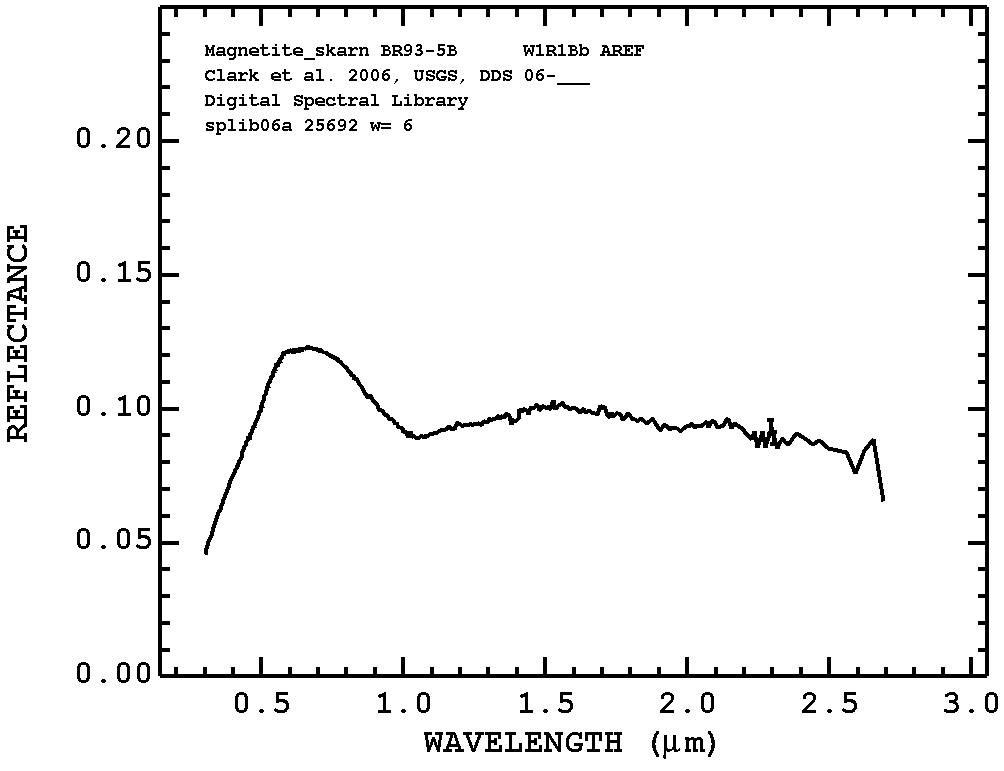 Magnetite_skarn BR93-5B W1R1Bb AREF
Clark et al. 2006, USGS, DDS 06-___
Digital Spectral Library
splib06a 25692 w= 6
REFLECTANCE
0.20
0.15
0.10
0.05
0.00
0.5 1.0 1.5 2.0 2.5 3.0
WAVELENGTH (μm)